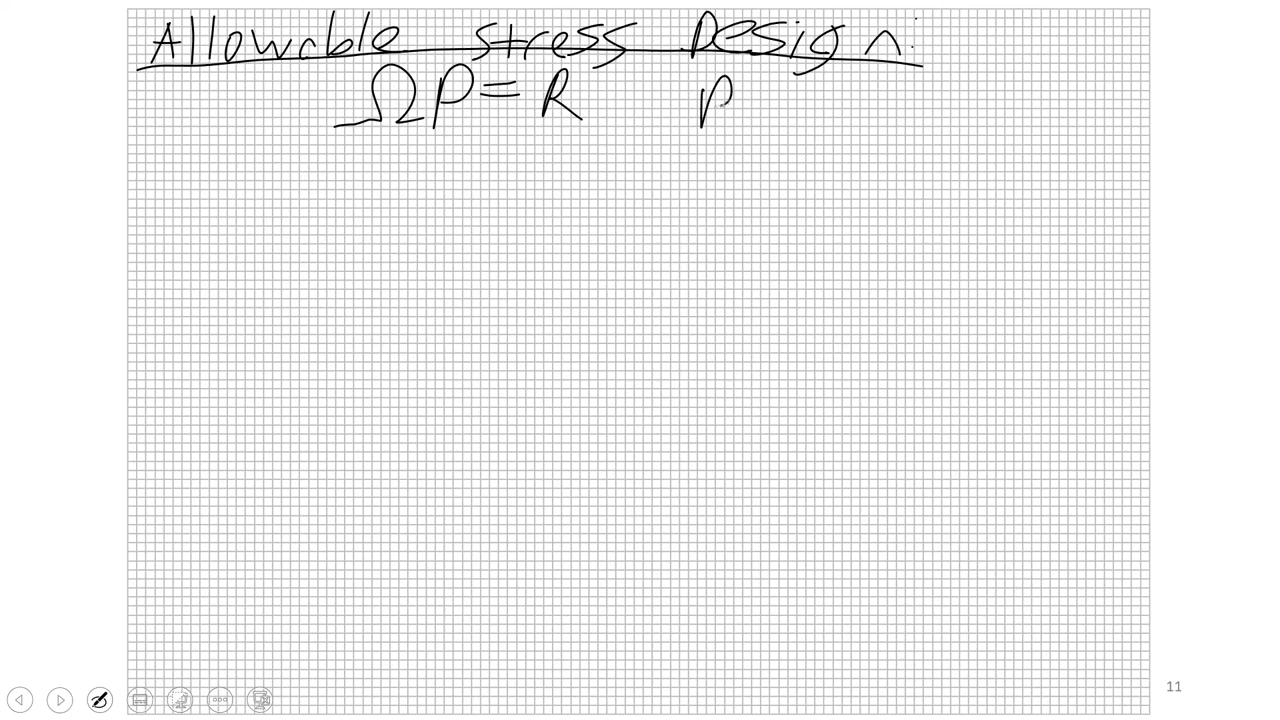 Allowable Stress Design:
ΩP = R P
11